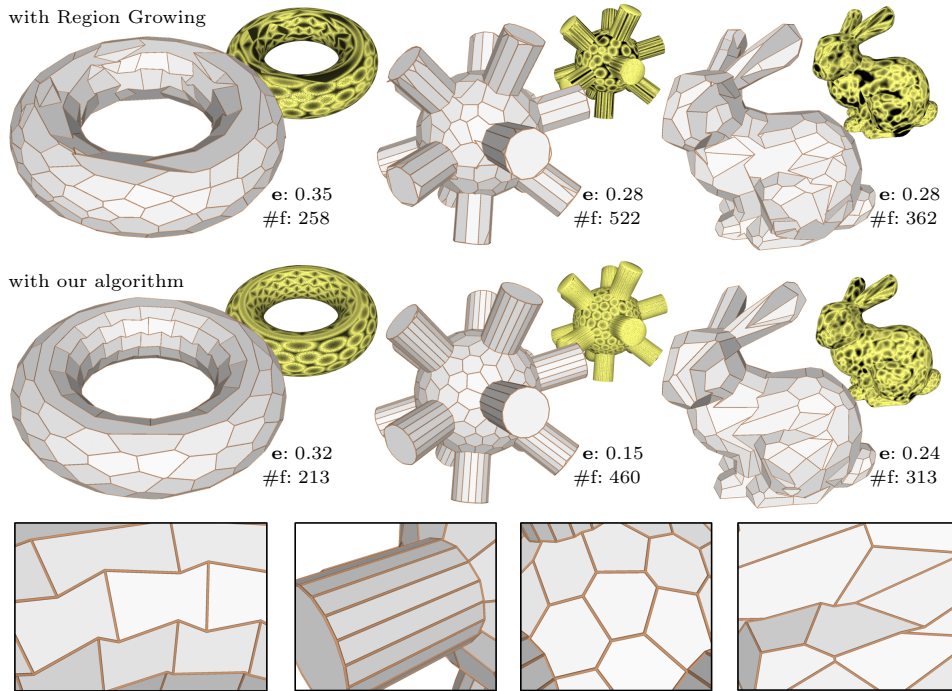 with Region Growing
e: 0.35
#f: 258
e: 0.28
#f: 522
e: 0.28
#f: 362
with our algorithm
e: 0.32
#f: 213
e: 0.15
#f: 460
e: 0.24
#f: 313